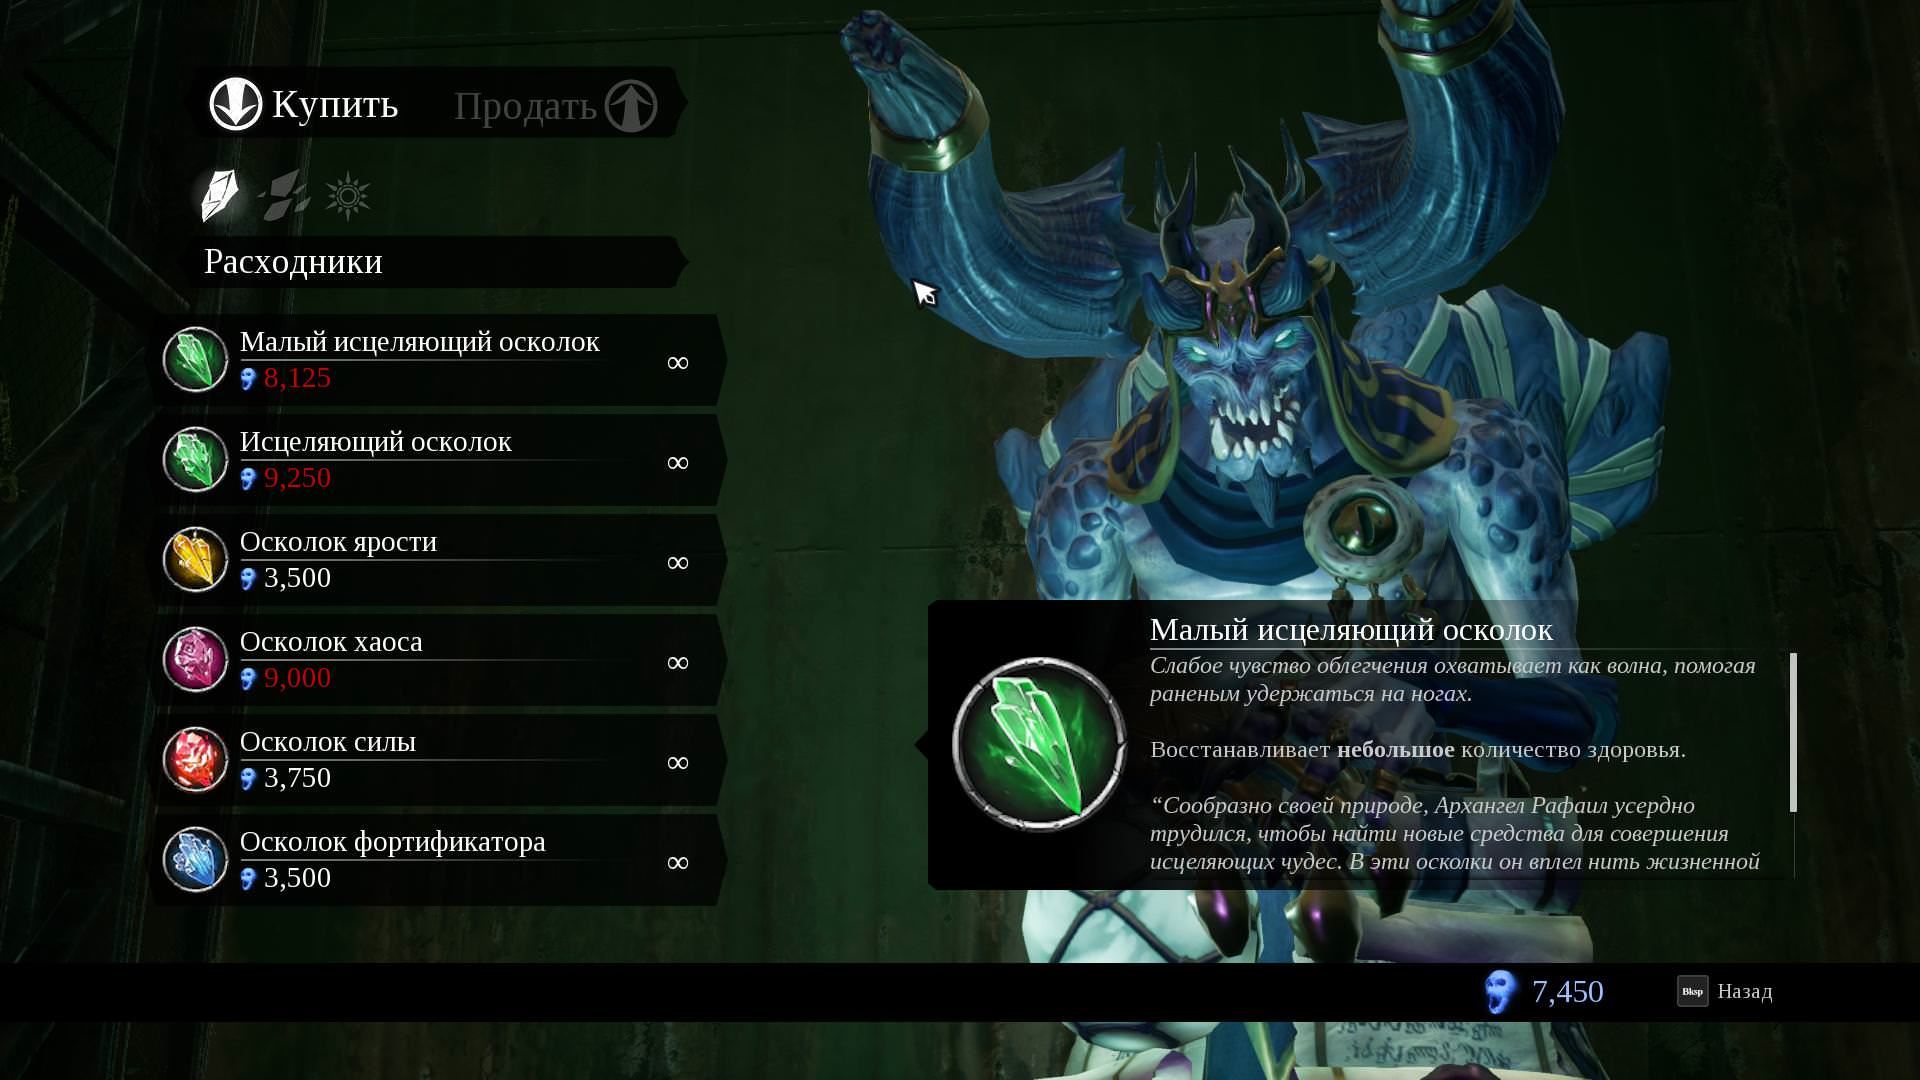 Купить Продать
Расходники
Малый исцеляющий осколок
8,125
∞
Исцеляющий осколок
9,250
∞
Осколок ярости
3,500
∞
Осколок хаоса
9,000
∞
Осколок силы
3,750
∞
Осколок фортификатора
3,500
∞
Малый исцеляющий осколок
Слабое чувство облегчения охватывает как волна, помогая
раненым удержаться на ногах.
Восстанавливает небольшое количество здоровья.
“Сообразно своей природе, Архангел Рафаил усердно
трудился, чтобы найти новые средства для совершения
исцеляющих чудес. В эти осколки он вплел нить жизненной
7,450
Bksp Назад